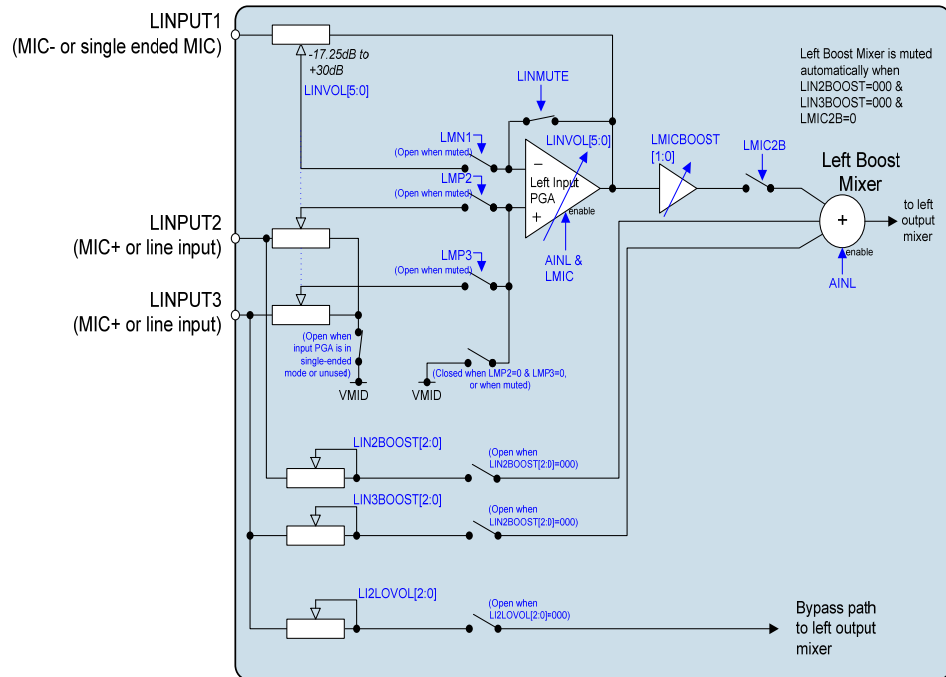 LINPUT1
(MIC- or single ended MIC)
-17.25dB to
+30dB
LINVOL[5:0]
LINMUTE
Left Boost Mixer is muted
automatically when
LIN2BOOST=000 &
LIN3BOOST=000 &
LMIC2B=0
LMN1
(Open when muted)
LINVOL[5:0]
LMICBOOST
[1:0]
LMIC2B
Left Boost
Mixer
LMP2
(Open when muted)
−
Left Input
PGA
+
enable
to left
output
mixer
+
enable
LINPUT2
(MIC+ or line input)
LMP3
(Open when muted)
AINL &
LMIC
AINL
LINPUT3
(MIC+ or line input)
(Open when
input PGA is in
single-ended
mode or unused)
VMID
(Closed when LMP2=0 & LMP3=0,
or when muted)
VMID
LIN2BOOST[2:0]
(Open when
LIN2BOOST[2:0]=000)
LIN3BOOST[2:0]
(Open when
LIN2BOOST[2:0]=000)
LI2LOVOL[2:0]
(Open when
LI2LOVOL[2:0]=000)
Bypass path
to left output
mixer